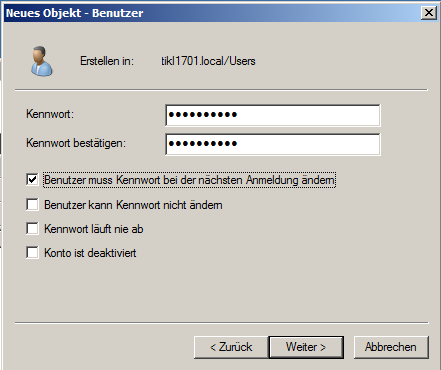 Neues Objekt - Benutzer
Erstellen in: tikl1701.local/Users
Kennwort: ●●●●●●●●●●
Kennwort bestätigen: ●●●●●●●●●●
Benutzer muss Kennwort bei der nächsten Anmeldung ändern
Benutzer kann Kennwort nicht ändern
Kennwort läuft nie ab
Konto ist deaktiviert
< Zurück Weiter > Abbrechen